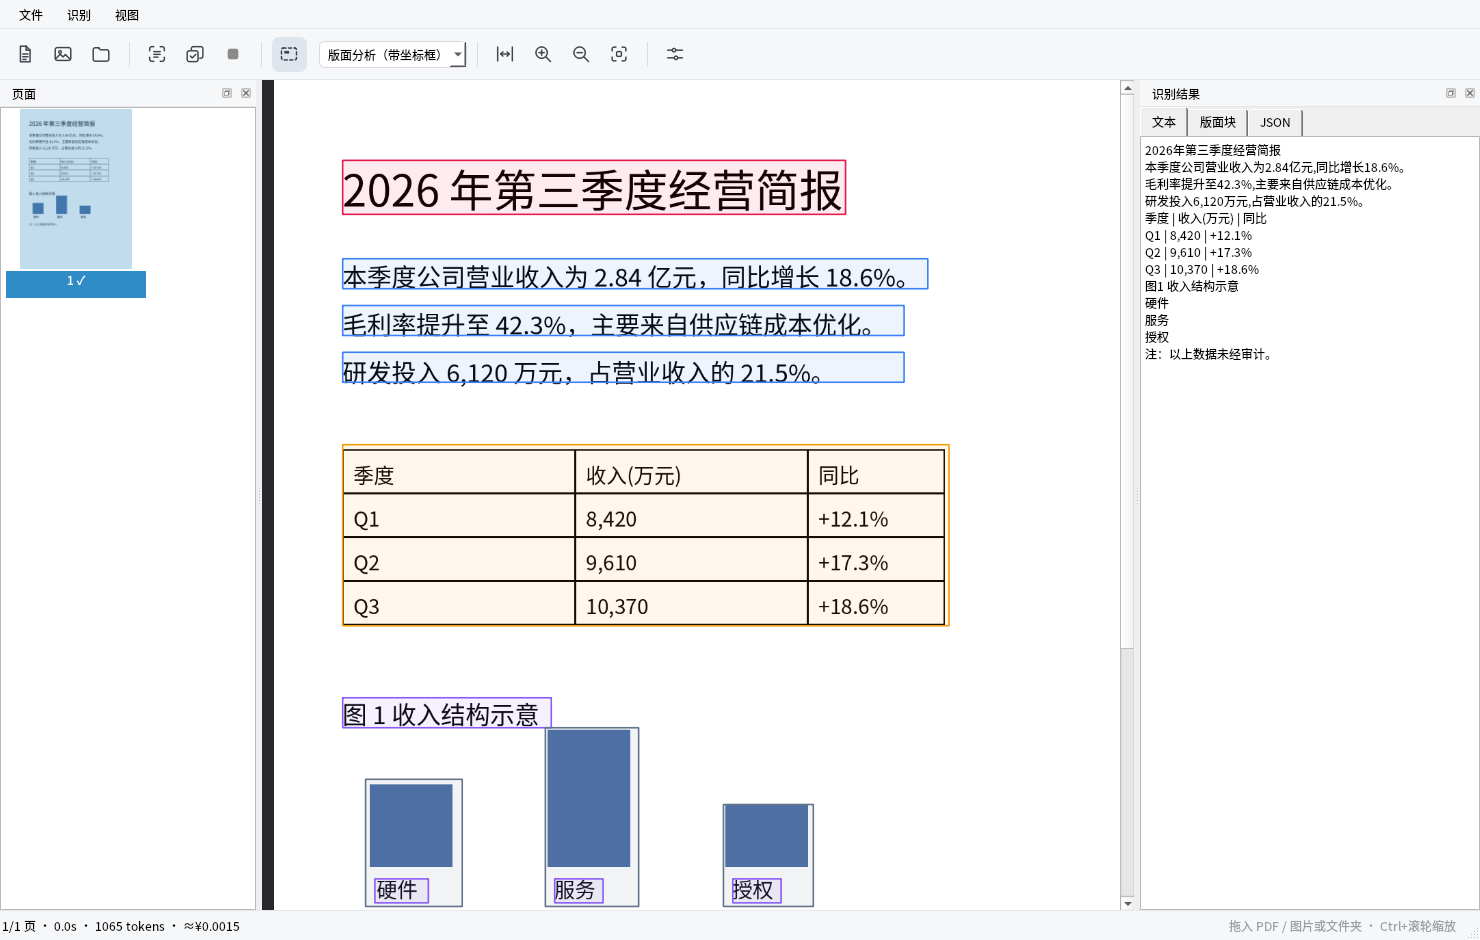 文件 识别 视图
版面分析（带坐标框）
页面
1 ✓
2026 年第三季度经营简报
本季度公司营业收入为 2.84 亿元，同比增长 18.6%。
毛利率提升至 42.3%，主要来自供应链成本优化。
研发投入 6,120 万元，占营业收入的 21.5%。
季度 收入(万元) 同比
Q1 8,420 +12.1%
Q2 9,610 +17.3%
Q3 10,370 +18.6%
图 1 收入结构示意
硬件 服务 授权
识别结果
文本 版面块 JSON
2026年第三季度经营简报
本季度公司营业收入为2.84亿元,同比增长18.6%。
毛利率提升至42.3%,主要来自供应链成本优化。
研发投入6,120万元,占营业收入的21.5%。
季度 | 收入(万元) | 同比
Q1 | 8,420 | +12.1%
Q2 | 9,610 | +17.3%
Q3 | 10,370 | +18.6%
图1 收入结构示意
硬件
服务
授权
注：以上数据未经审计。
1/1 页 · 0.0s · 1065 tokens · ≈¥0.0015
拖入 PDF / 图片或文件夹 · Ctrl+滚轮缩放